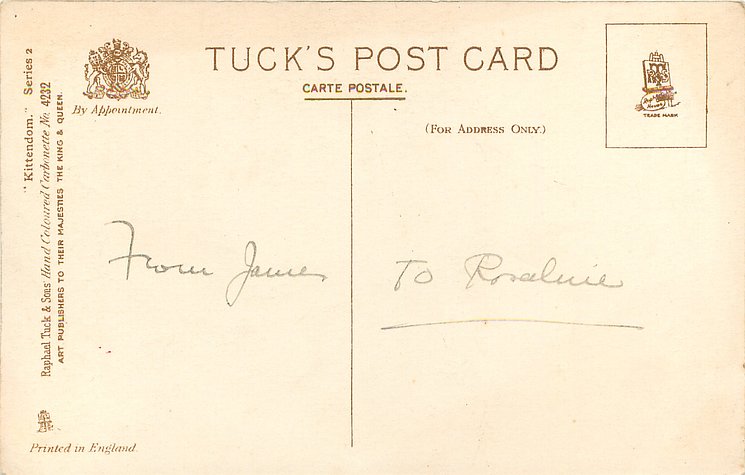 TUCK'S POST CARD
CARTE POSTALE.
By Appointment.
(FOR ADDRESS ONLY.)
TRADE MARK
"Kittendom." Series 2
Raphael Tuck & Sons' Hand Coloured Carbonette No. 4232
ART PUBLISHERS TO THEIR MAJESTIES THE KING & QUEEN.
From James
To Rosalnie
Printed in England.